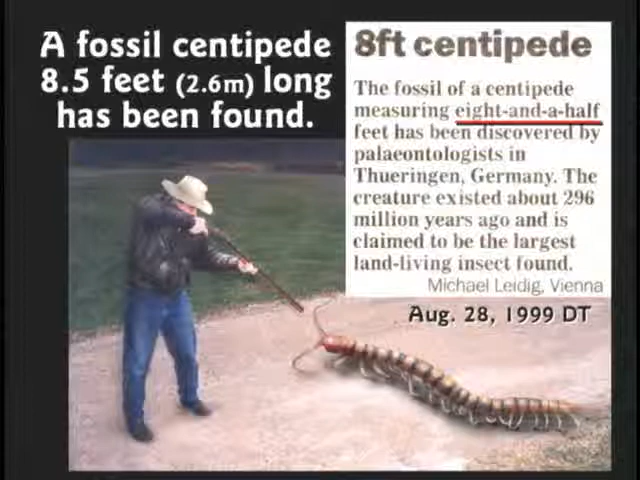 A fossil centipede
8.5 feet (2.6m) long
has been found.
8ft centipede
The fossil of a centipede
measuring eight-and-a-half
feet has been discovered by
palaeontologists in
Thueringen, Germany. The
creature existed about 296
million years ago and is
claimed to be the largest
land-living insect found.
Michael Leidig, Vienna
Aug. 28, 1999 DT